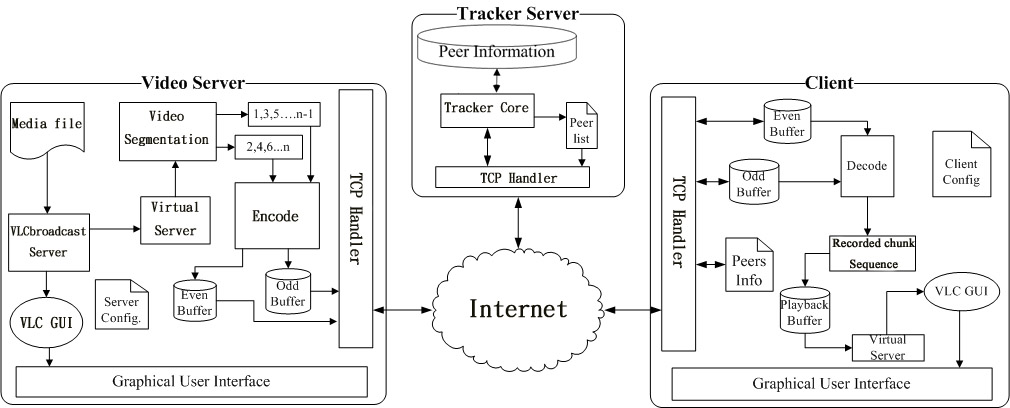 Tracker Server
Peer Information
Tracker Core
Peer
list
TCP Handler
Video Server
Media file
Video
Segmentation
1,3,5....n-1
2,4,6...n
VLCbroadcast
Server
Virtual
Server
Encode
TCP Handler
Server
Config.
Even
Buffer
Odd
Buffer
VLC GUI
Graphical User Interface
Internet
Client
TCP Handler
Even
Buffer
Odd
Buffer
Decode
Client
Config
Peers
Info
Recorded chunk
Sequence
Playback
Buffer
Virtual
Server
VLC GUI
Graphical User Interface